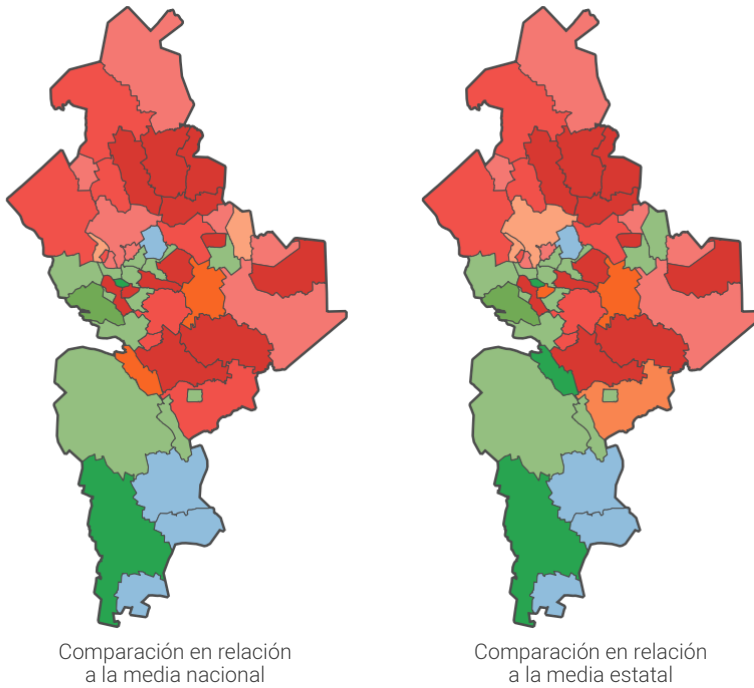 Comparación en relación
a la media nacional
Comparación en relación
a la media estatal